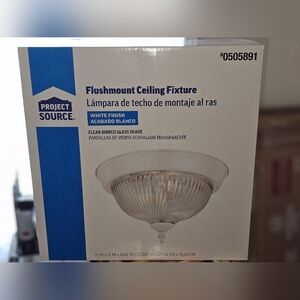 #0505891
Flushmount Ceiling Fixture
Lámpara de techo de montaje al ras
PROJECT
SOURCE
WHITE FINISH
ACABADO BLANCO
CLEAR RIBBED GLASS SHADE
PANTALLAS DE VIDRIO ACANALADO TRANSPARENTE